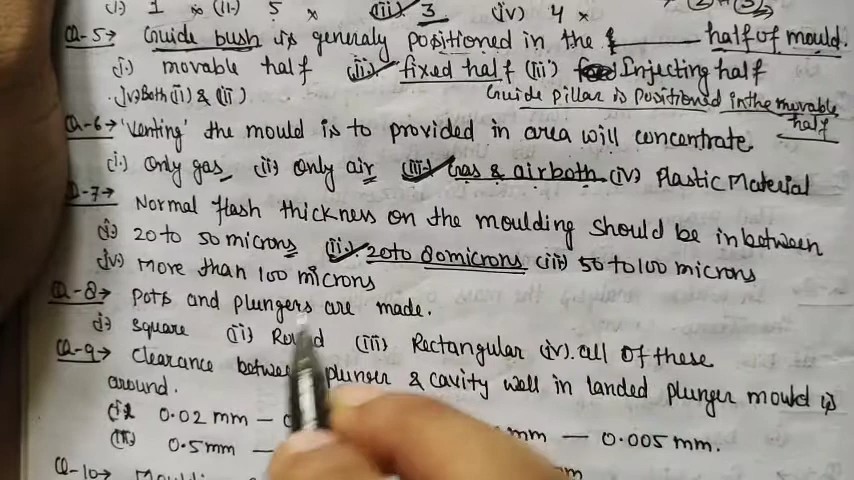 (i) 1 × (ii) 5 × (iii) 3 (iv) 4 ×
Q-5→ Guide bush is generaly positioned in the ______ half of mould.
(i) movable half (ii) fixed half (iii) Injecting half
(iv) Both (i) & (ii) Guide pillar is positioned in the movable half
Q-6→ 'Venting' the mould is to provided in area will concentrate
(i) Only gas (ii) Only air (iii) Gas & air both (iv) Plastic Material
Q-7→ Normal flash thickness on the moulding should be in between
(i) 20 to 50 microns (ii) 20 to 80 microns (iii) 50 to 100 microns
(iv) More than 100 microns
Q-8→ Pots and plungers are made.
(i) Square (ii) Round (iii) Rectangular (iv). all of these
Q-9→ Clearance between plunger & cavity wall in landed plunger mould is
around.
(i) 0.02 mm — mm — 0.005 mm.
(iii) 0.5 mm — mm
Q-10→